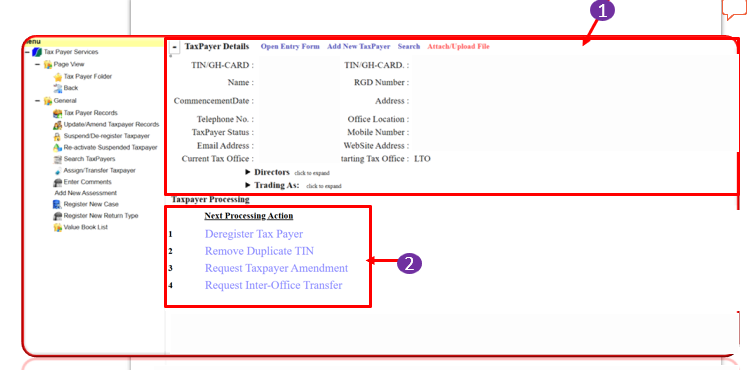 1
enu
Tax Payer Services
Page View
Tax Payer Folder
Back
General
Tax Payer Records
Update/Amend Taxpayer Records
Suspend/De-register Taxpayer
Re-activate Suspended Taxpayer
Search TaxPayers
Assign/Transfer Taxpayer
Enter Comments
Add New Assessment
Register New Case
Register New Return Type
Value Book List
TaxPayer Details Open Entry Form Add New TaxPayer Search Attach/Upload File
TIN/GH-CARD : TIN/GH-CARD. :
Name : RGD Number :
CommencementDate : Address :
Telephone No. : Office Location :
TaxPayer Status : Mobile Number :
Email Address : WebSite Address :
Current Tax Office : tarting Tax Office : LTO
Directors click to expand
Trading As: click to expand
Taxpayer Processing
Next Processing Action
1 Deregister Tax Payer
2 Remove Duplicate TIN
3 Request Taxpayer Amendment
4 Request Inter-Office Transfer
2